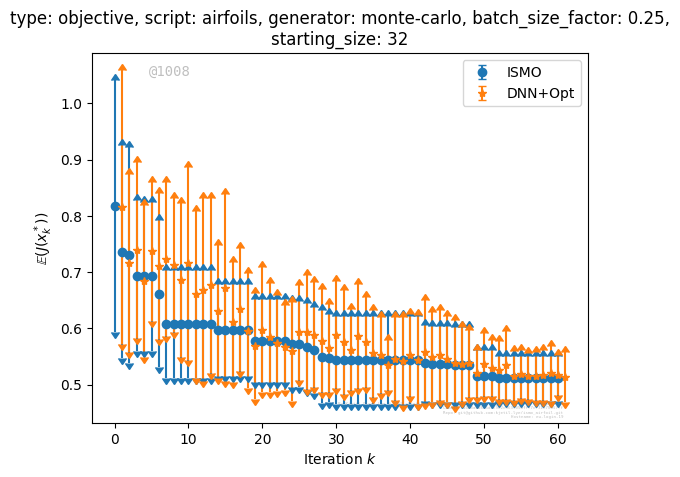 type: objective, script: airfoils, generator: monte-carlo, batch_size_factor: 0.25,
starting_size: 32
@1008
ISMO
DNN+Opt
1.0
0.9
0.8
0.7
0.6
0.5
𝔼(J(x*ₖ))
0 10 20 30 40 50 60
Iteration k